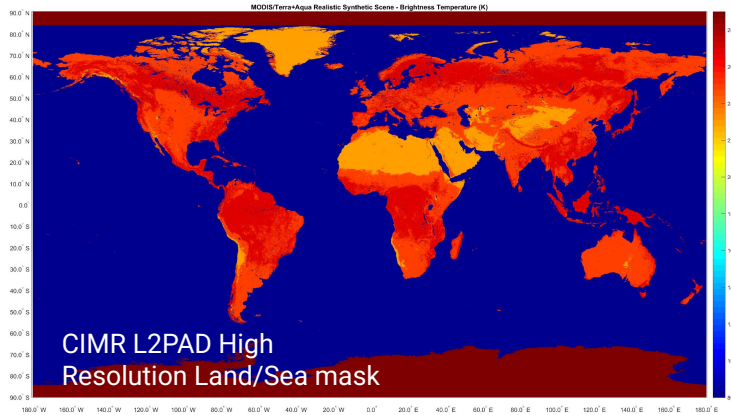 MODIS/Terra+Aqua Realistic Synthetic Scene - Brightness Temperature (K)
90.0° N
80.0° N
70.0° N
60.0° N
50.0° N
40.0° N
30.0° N
20.0° N
10.0° N
0.0°
10.0° S
20.0° S
30.0° S
40.0° S
50.0° S
60.0° S
70.0° S
80.0° S
90.0° S
CIMR L2PAD High
Resolution Land/Sea mask
180.0° W 160.0° W 140.0° W 120.0° W 100.0° W 80.0° W 60.0° W 40.0° W 20.0° W 0.0° 20.0° E 40.0° E 60.0° E 80.0° E 100.0° E 120.0° E 140.0° E 160.0° E 180.0° E